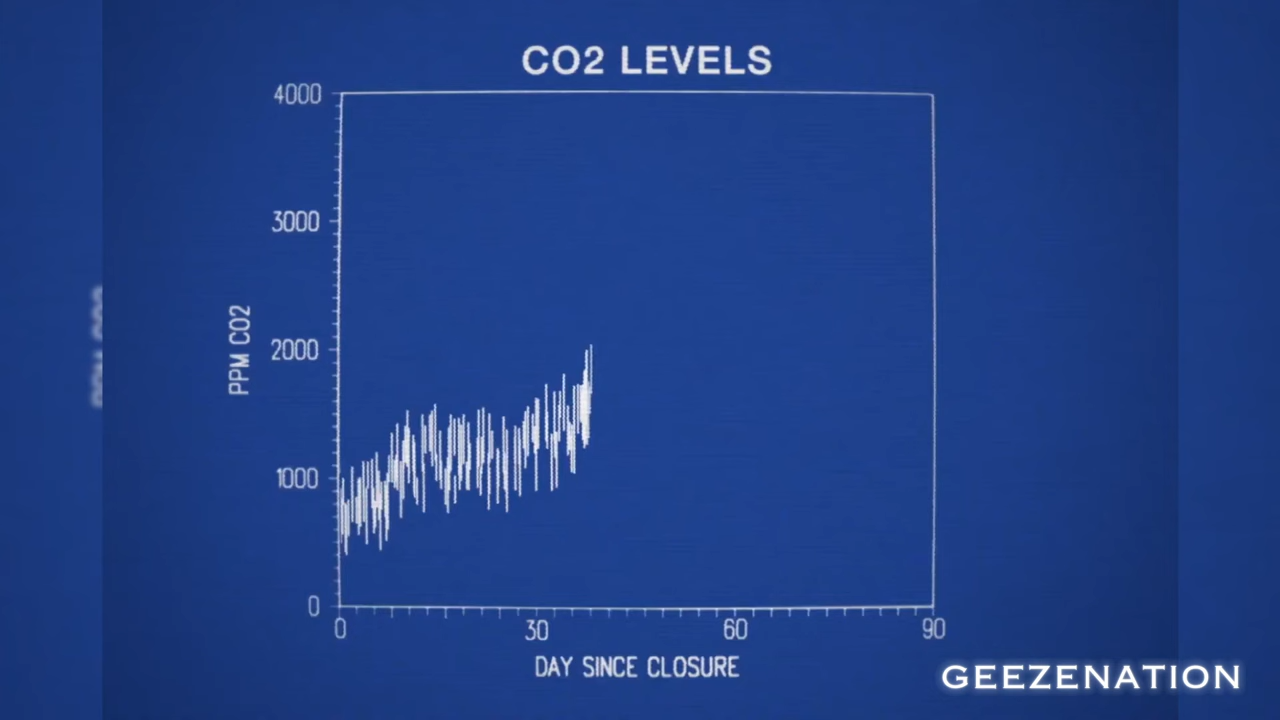 CO2 LEVELS
4000
3000
2000
1000
0
PPM CO2
0 30 60 90
DAY SINCE CLOSURE
GEEZENATION